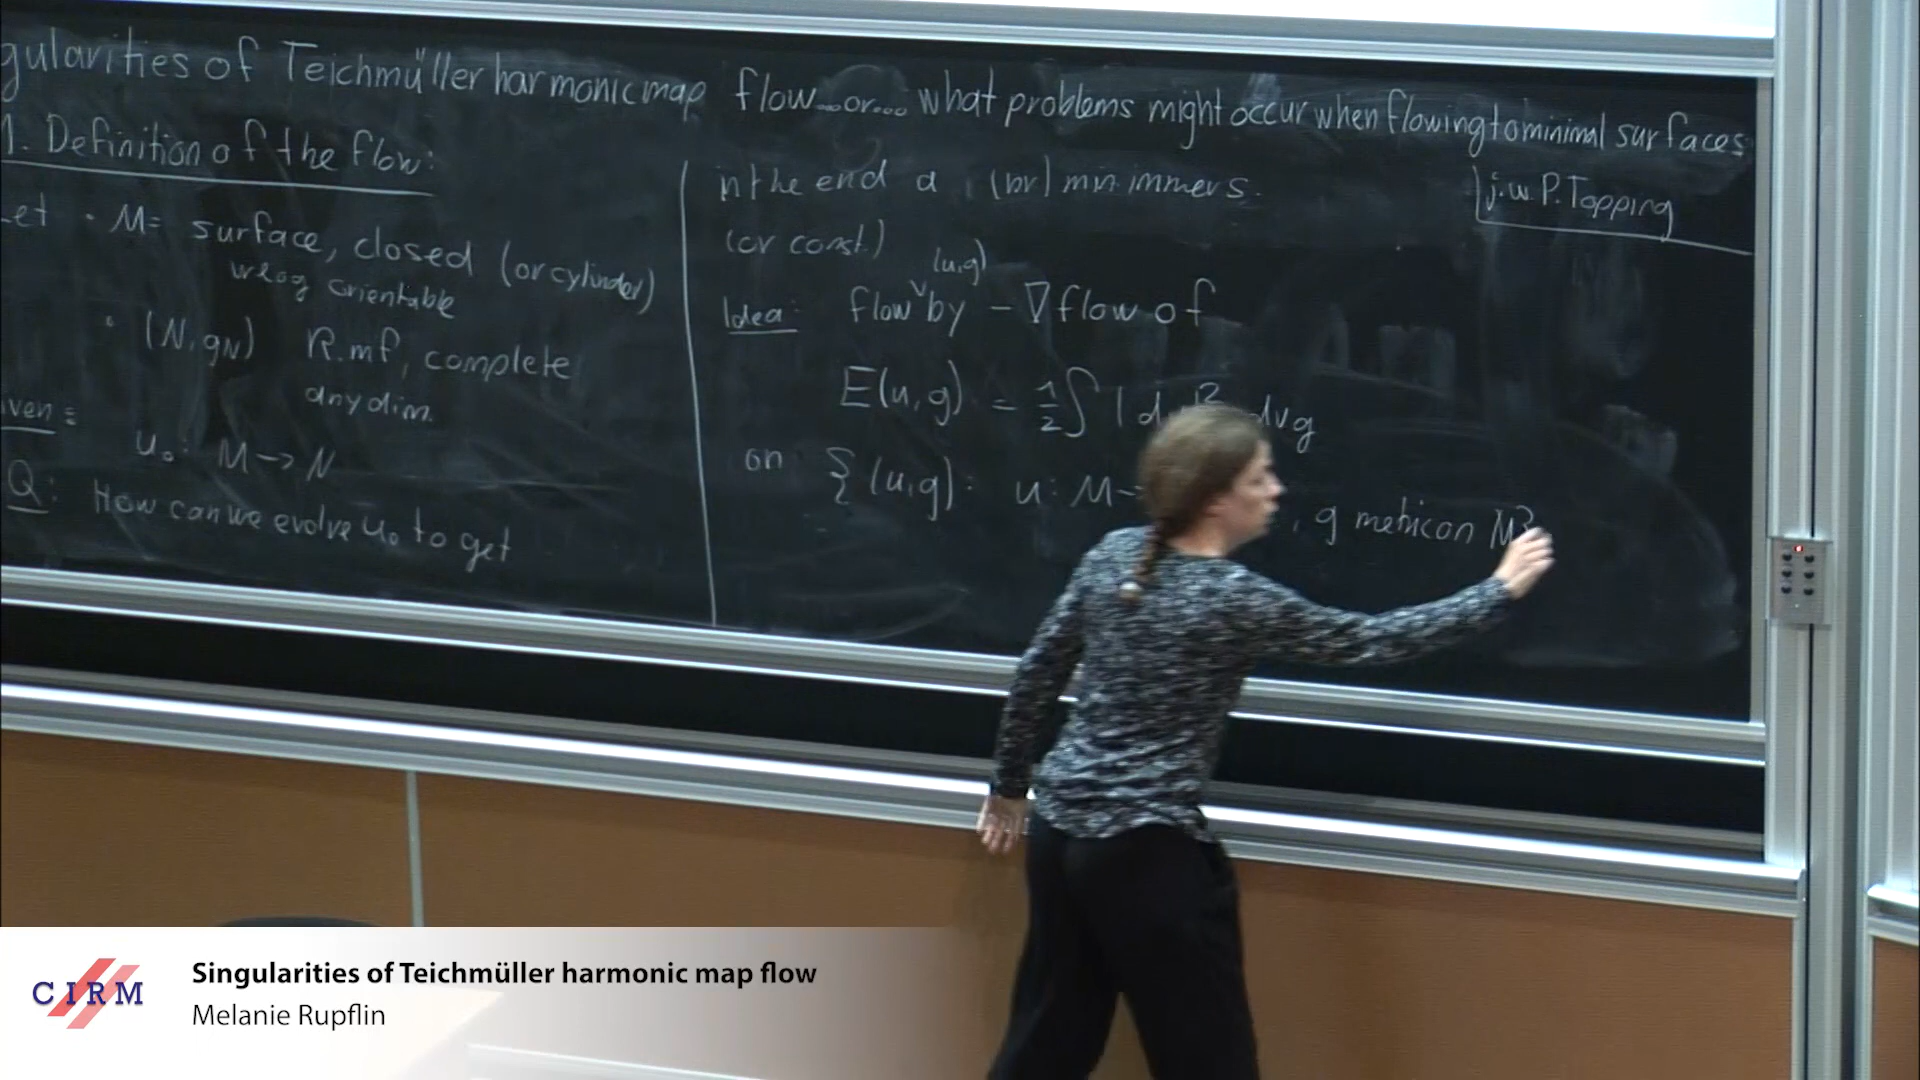 gularities of Teichmüller harmonic map flow...or... what problems might occur when flowing to minimal surfaces
1. Definition of the flow:
et · M = surface, closed (or cylinder)
wlog orientable
· (N, gN) R.mf, complete
any dim.
ven:
u₀: M → N
Q: How can we evolve u₀ to get
in the end a (br) min. immers.
(or const.)
j.w. P. Topping
(u,g)
Idea: flow ∨ by - ∇ flow of
E(u,g) = ½ ∫ |d ² dvg
on { (u,g): u: M → , g metric on M}
CIRM
Singularities of Teichmüller harmonic map flow
Melanie Rupflin